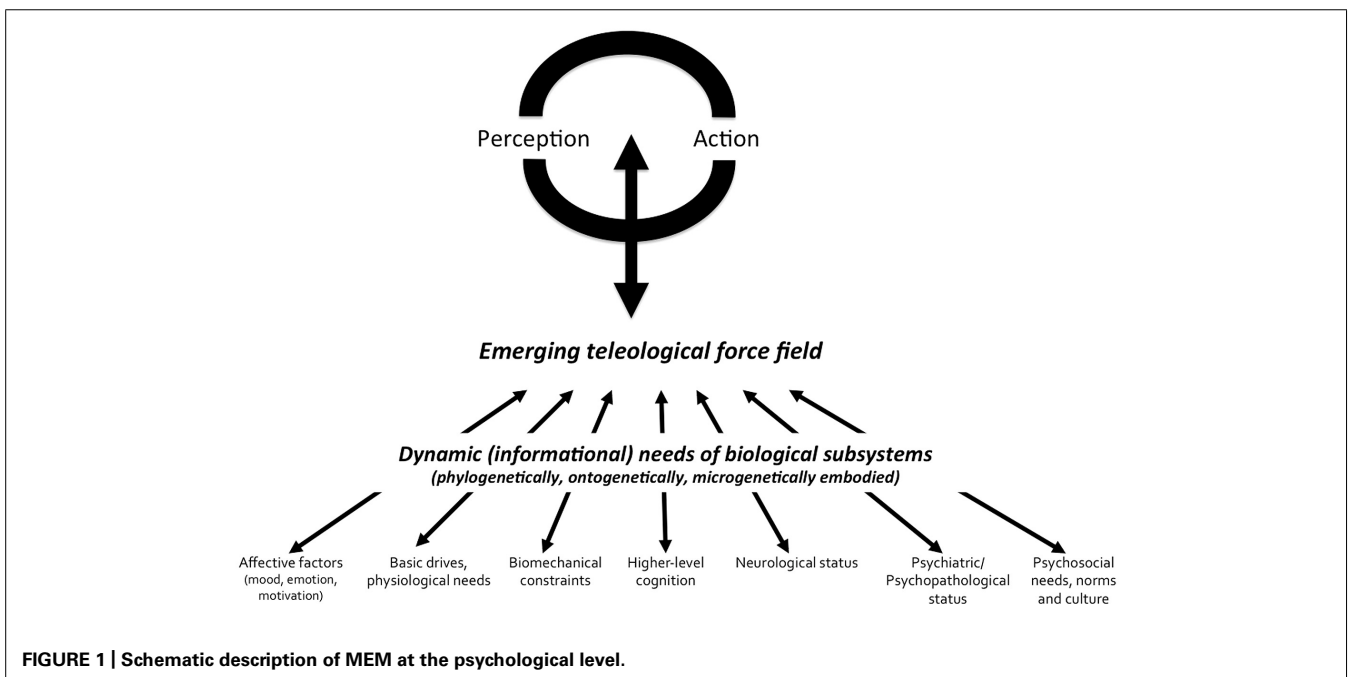 Perception Action
Emerging teleological force field
Dynamic (informational) needs of biological subsystems
(phylogenetically, ontogenetically, microgenetically embodied)
Affective factors
(mood, emotion,
motivation)
Basic drives,
physiological needs
Biomechanical
constraints
Higher-level
cognition
Neurological status
Psychiatric/
Psychopathological
status
Psychosocial
needs, norms
and culture
FIGURE 1 | Schematic description of MEM at the psychological level.